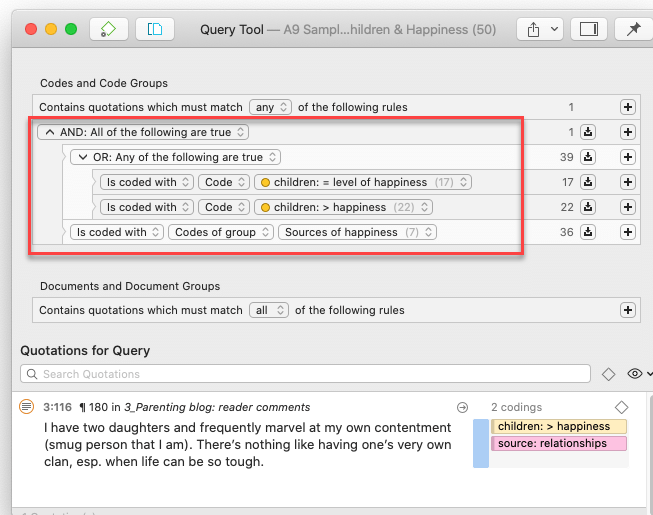 Query Tool — A9 Sampl...hildren & Happiness (50)
Codes and Code Groups
Contains quotations which must match any of the following rules 1
AND: All of the following are true 1
OR: Any of the following are true 39
Is coded with Code children: = level of happiness (17) 17
Is coded with Code children: > happiness (22) 22
Is coded with Codes of group Sources of happiness (7) 36
Documents and Document Groups
Contains quotations which must match all of the following rules
Quotations for Query
Search Quotations
3:116 ¶ 180 in 3_Parenting blog: reader comments 2 codings
I have two daughters and frequently marvel at my own contentment
(smug person that I am). There's nothing like having one's very own
clan, esp. when life can be so tough.
children: > happiness
source: relationships